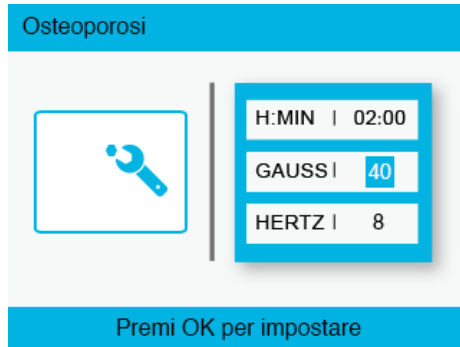 Osteoporosi
H:MIN | 02:00
GAUSS | 40
HERTZ | 8
Premi OK per impostare